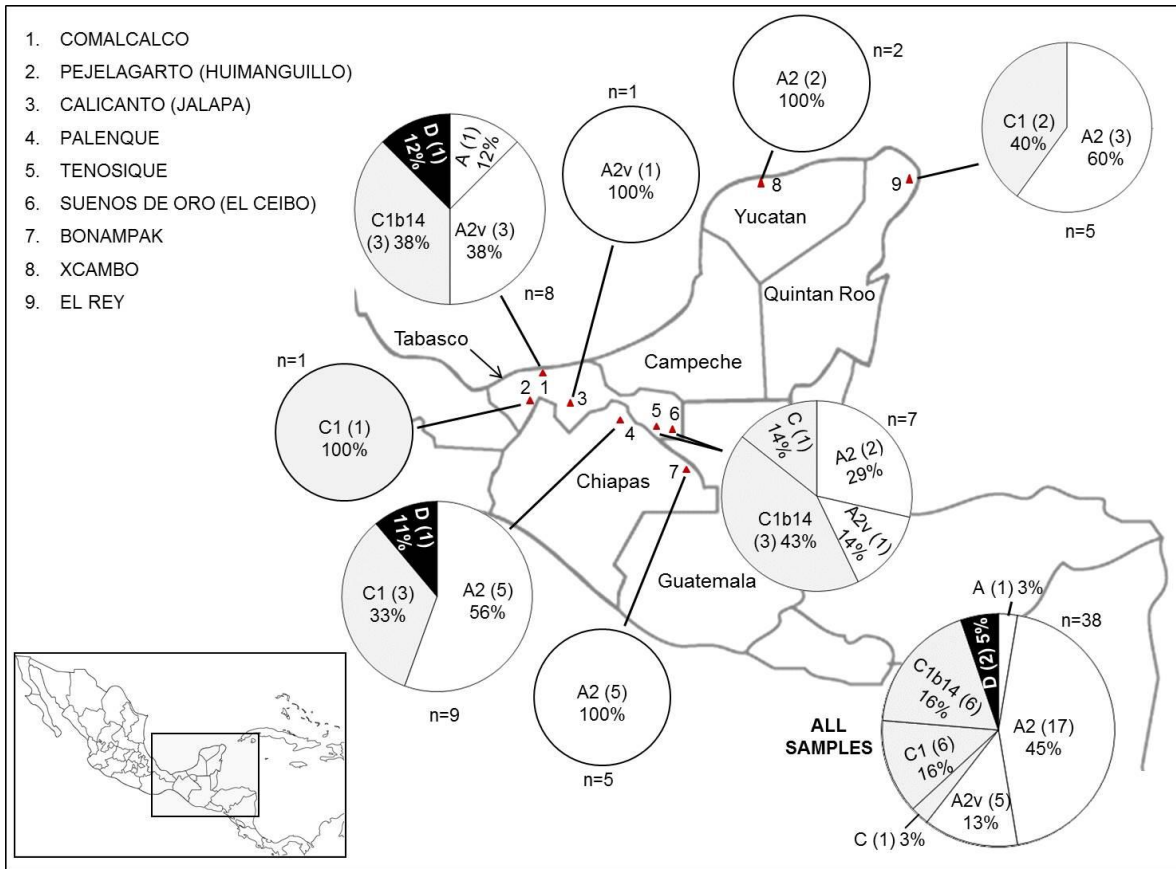 1. COMALCALCO
2. PEJELAGARTO (HUIMANGUILLO)
3. CALICANTO (JALAPA)
4. PALENQUE
5. TENOSIQUE
6. SUENOS DE ORO (EL CEIBO)
7. BONAMPAK
8. XCAMBO
9. EL REY
D (1)
12%
A (1)
12%
C1b14
(3) 38%
A2v (3)
38%
n=8
n=1
A2v (1)
100%
n=2
A2 (2)
100%
C1 (2)
40%
A2 (3)
60%
n=5
8
9
Yucatan
Quintan Roo
Campeche
Tabasco
n=1
C1 (1)
100%
2
1
3
4
5
6
7
Chiapas
Guatemala
C (1)
14%
A2 (2)
29%
C1b14
(3) 43%
A2v (1)
14%
n=7
D (1)
11%
C1 (3)
33%
A2 (5)
56%
n=9
A2 (5)
100%
n=5
ALL
SAMPLES
A (1) 3%
n=38
D (2) 5%
C1b14 (6)
16%
A2 (17)
45%
C1 (6)
16%
A2v (5)
13%
C (1) 3%